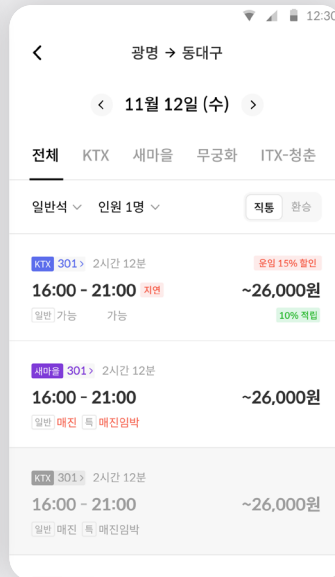 12:30
광명 → 동대구
11월 12일 (수)
전체 KTX 새마을 무궁화 ITX-청춘
일반석 인원 1명 직통 환승
KTX 301 2시간 12분 운임 15% 할인
16:00 - 21:00 지연 ~26,000원
일반 가능 가능 10% 적립
새마을 301 2시간 12분
16:00 - 21:00 ~26,000원
일반 매진 특 매진임박
KTX 301 2시간 12분
16:00 - 21:00 ~26,000원
일반 매진 특 매진임박